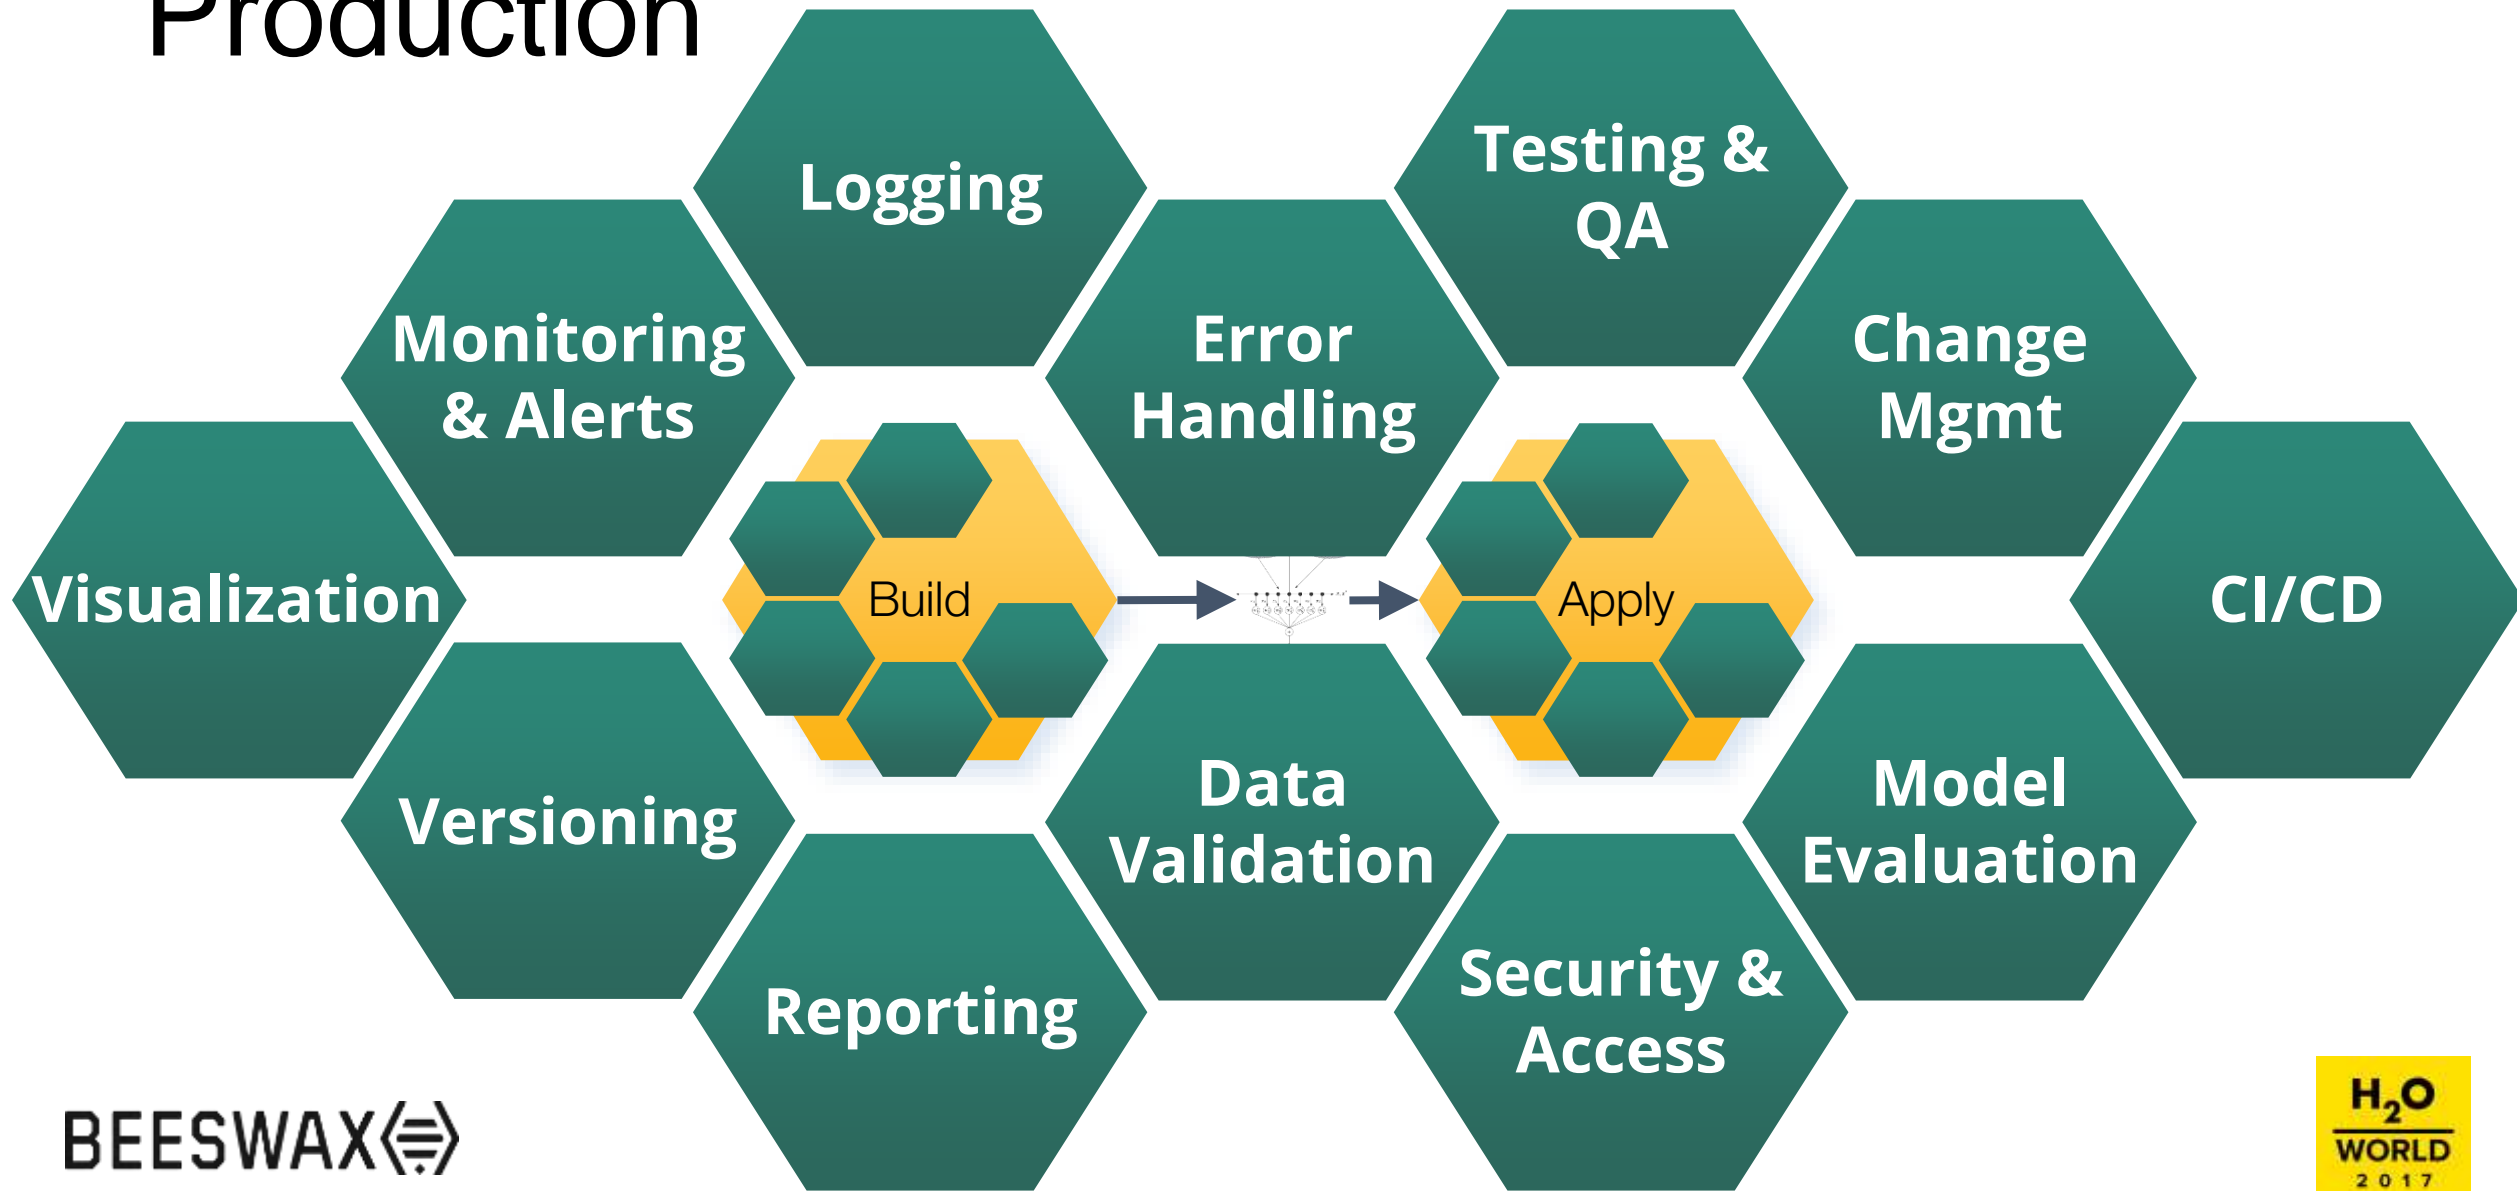 Production
Logging
Testing &
QA
Monitoring
& Alerts
Error
Handling
Change
Mgmt
Visualization
Build
Apply
CI/CD
Versioning
Data
Validation
Model
Evaluation
Reporting
Security &
Access
BEESWAX
H2O
WORLD
2017